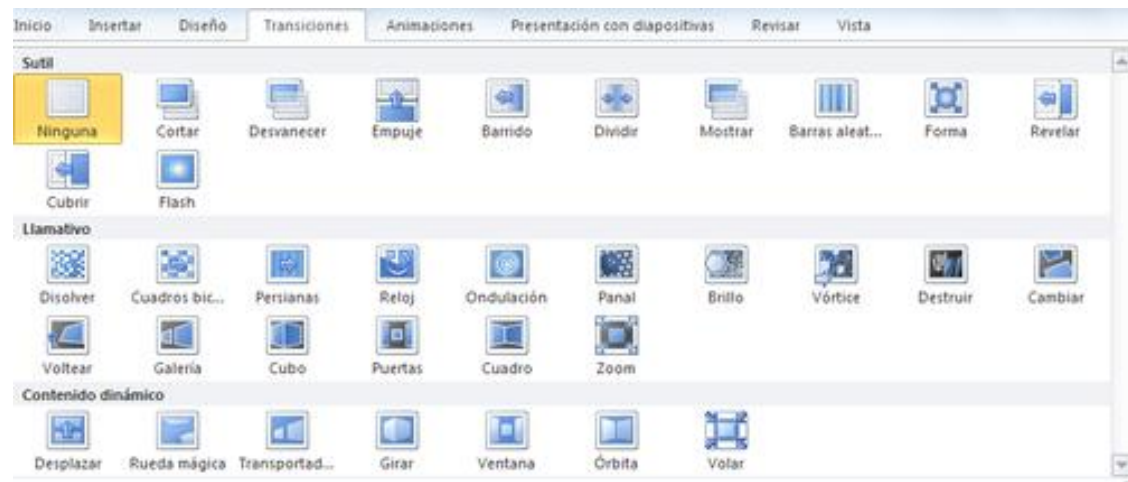 Inicio Insertar Diseño Transiciones Animaciones Presentación con diapositivas Revisar Vista
Sutil
Ninguna Cortar Desvanecer Empuje Barrido Dividir Mostrar Barras aleat... Forma Revelar
Cubrir Flash
Llamativo
Disolver Cuadros bic... Persianas Reloj Ondulación Panal Brillo Vórtice Destruir Cambiar
Voltear Galería Cubo Puertas Cuadro Zoom
Contenido dinámico
Desplazar Rueda mágica Transportad... Girar Ventana Órbita Volar